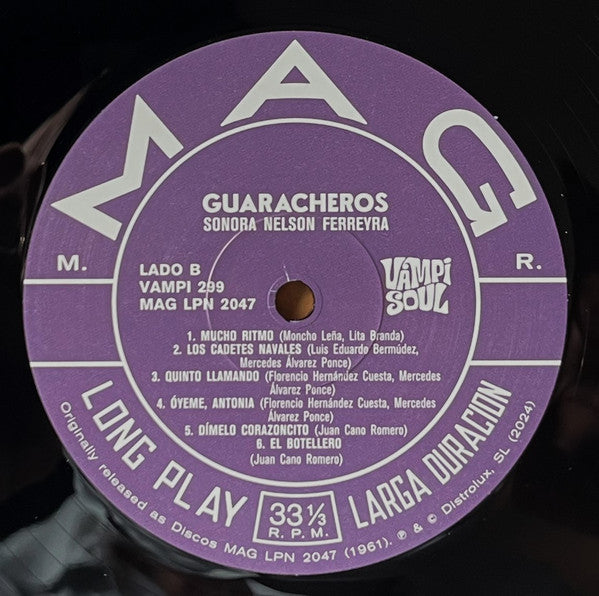 MAG
GUARACHEROS
SONORA NELSON FERREYRA
M. R.
LADO B
VAMPI 299
MAG LPN 2047
VAMPI
SOUL
1. MUCHO RITMO (Moncho Leña, Lita Branda)
2. LOS CADETES NAVALES (Luis Eduardo Bermúdez,
Mercedes Álvarez Ponce)
3. QUINTO LLAMANDO (Florencio Hernández Cuesta, Mercedes
Álvarez Ponce)
4. ÓYEME, ANTONIA (Florencio Hernández Cuesta, Mercedes
Álvarez Ponce)
5. DÍMELO CORAZONCITO (Juan Cano Romero)
6. EL BOTELLERO
(Juan Cano Romero)
LONG PLAY
33 1/3
R. P. M.
LARGA DURACION
Originally released as Discos MAG LPN 2047 (1961). ℗ & © Distrolux, SL (2024)